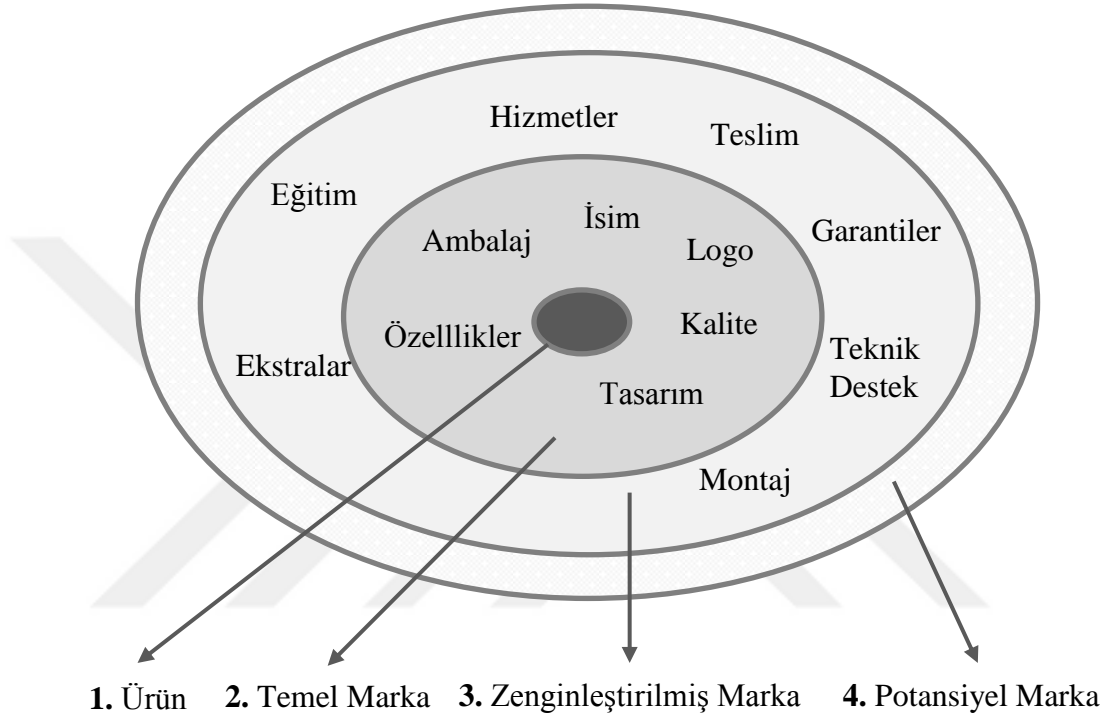 Hizmetler
Teslim
Eğitim
İsim
Garantiler
Ambalaj
Logo
Özelllikler
Kalite
Ekstralar
Teknik
Destek
Tasarım
Montaj
1. Ürün 2. Temel Marka 3. Zenginleştirilmiş Marka 4. Potansiyel Marka